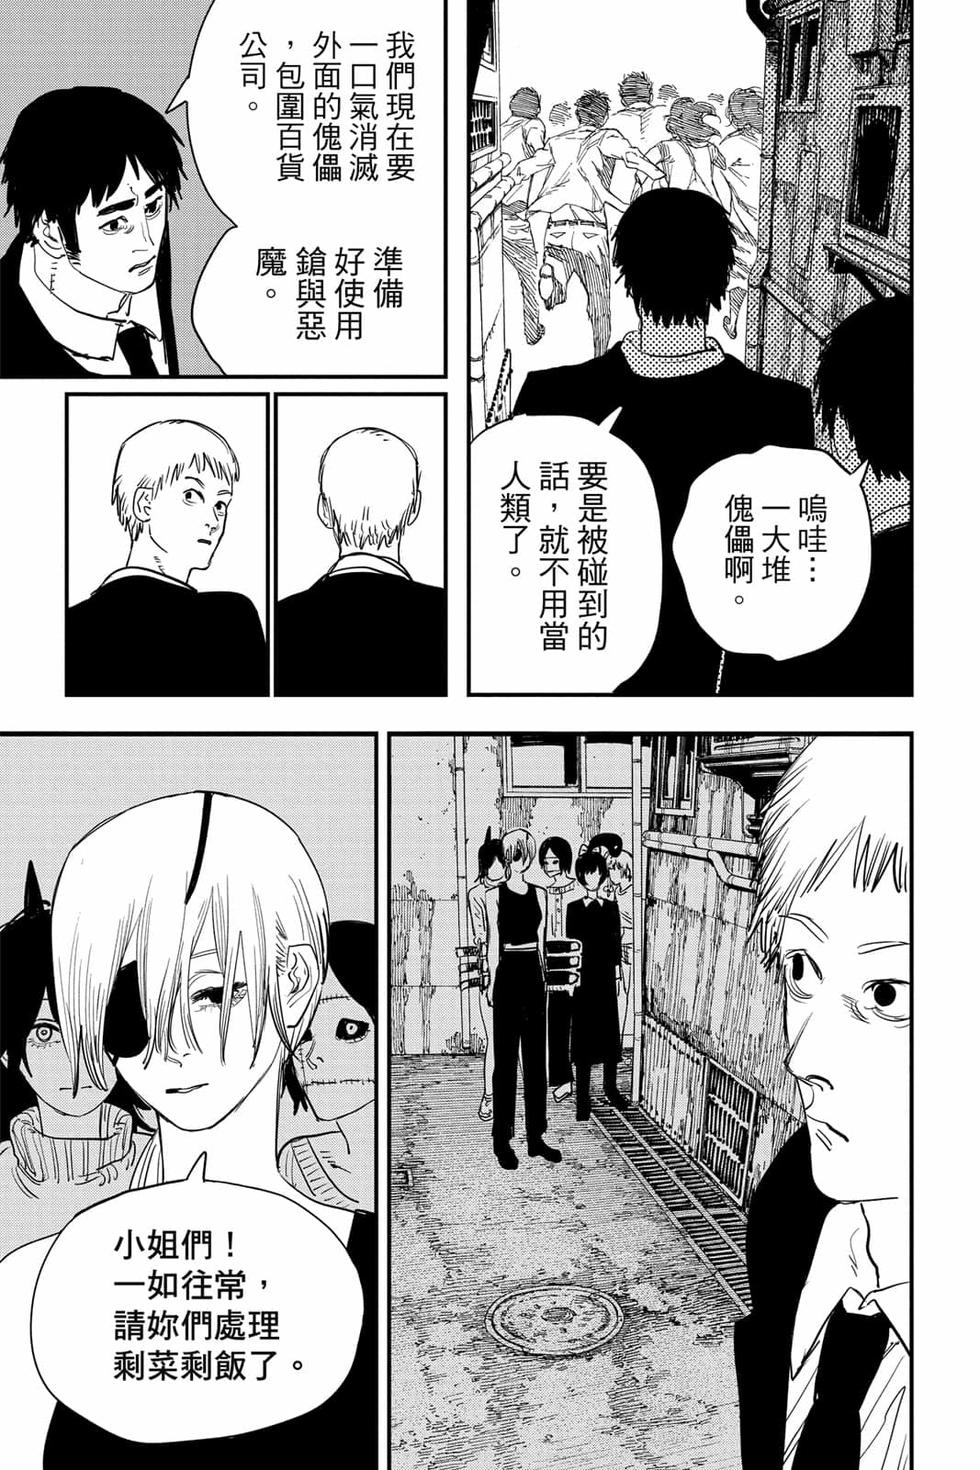 嗚哇…
一大堆
傀儡啊。
要是被碰到的
話，就不用當
人類了。
我們現在要
一口氣消滅
外面的傀儡
，包圍百貨
公司。
準備
好使用
鎗與惡
魔。
小姐們！
一如往常，
請妳們處理
剩菜剩飯了。